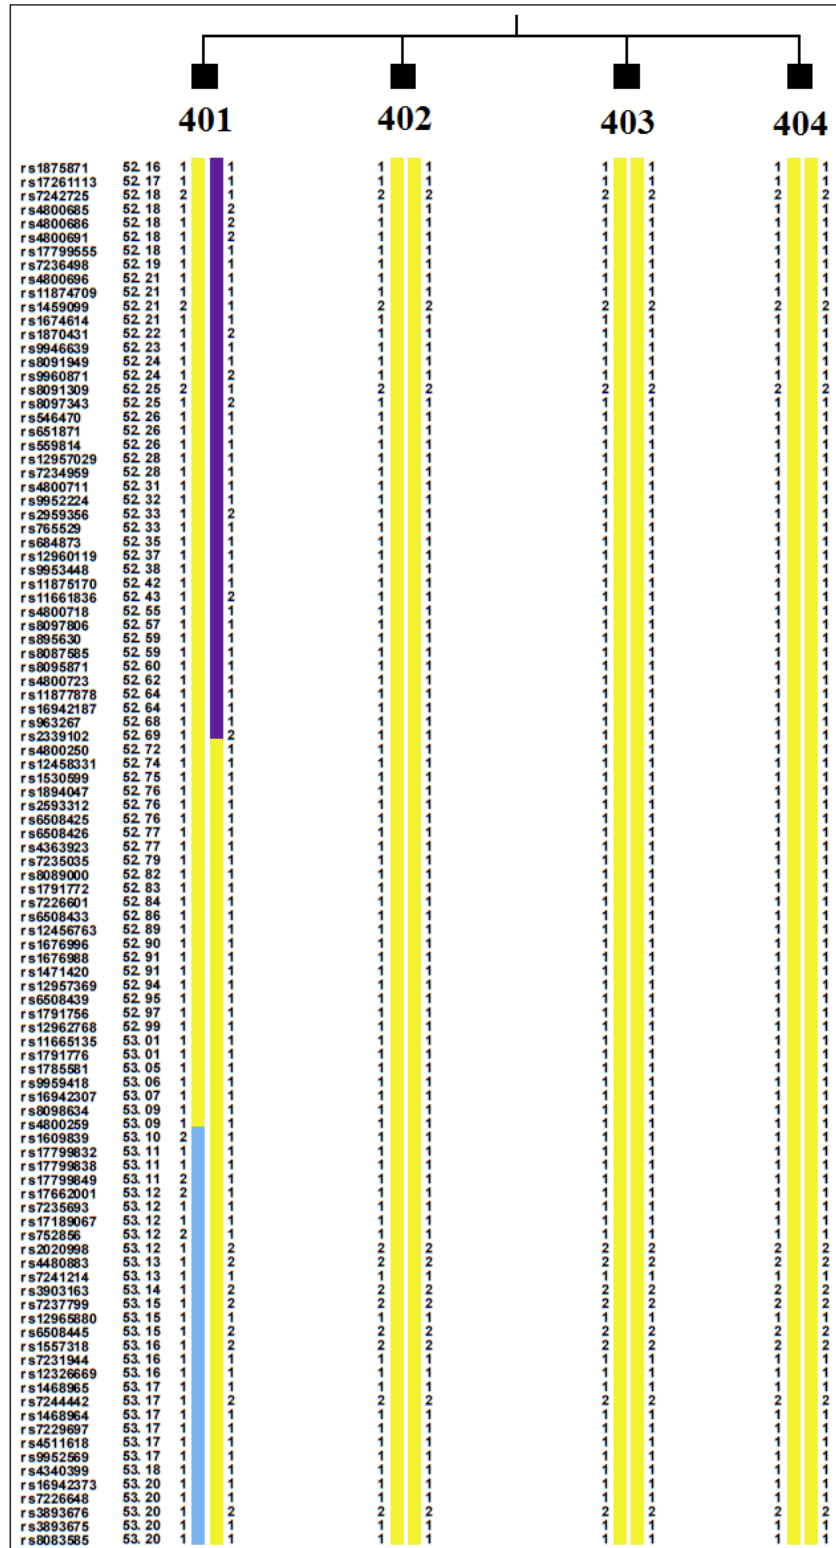 401 402 403 404
rs1875871 52.16 1 1 1 1 1 1 1 1
rs17261113 52.17 1 1 1 1 1 1 1 1
rs7242725 52.18 2 1 2 2 2 2 2 2
rs4800685 52.18 1 2 1 1 1 1 1 1
rs4800686 52.18 1 2 1 1 1 1 1 1
rs4800691 52.18 1 2 1 1 1 1 1 1
rs17799555 52.18 1 1 1 1 1 1 1 1
rs7236498 52.19 1 1 1 1 1 1 1 1
rs4800696 52.21 1 1 1 1 1 1 1 1
rs11874709 52.21 1 1 1 1 1 1 1 1
rs1459099 52.21 2 1 2 2 2 2 2 2
rs1674614 52.21 1 1 1 1 1 1 1 1
rs1870431 52.22 1 2 1 1 1 1 1 1
rs9946639 52.23 1 1 1 1 1 1 1 1
rs8091949 52.24 1 1 1 1 1 1 1 1
rs9960871 52.24 1 2 1 1 1 1 1 1
rs8091309 52.25 2 1 2 2 2 2 2 2
rs8097343 52.25 1 2 1 1 1 1 1 1
rs546470 52.26 1 1 1 1 1 1 1 1
rs651871 52.26 1 1 1 1 1 1 1 1
rs559814 52.26 1 1 1 1 1 1 1 1
rs12957029 52.28 1 1 1 1 1 1 1 1
rs7234959 52.28 1 1 1 1 1 1 1 1
rs4800711 52.31 1 1 1 1 1 1 1 1
rs9952224 52.32 1 1 1 1 1 1 1 1
rs2959356 52.33 1 2 1 1 1 1 1 1
rs765529 52.33 1 1 1 1 1 1 1 1
rs684873 52.35 1 1 1 1 1 1 1 1
rs12960119 52.37 1 1 1 1 1 1 1 1
rs9953448 52.38 1 1 1 1 1 1 1 1
rs11875170 52.42 1 1 1 1 1 1 1 1
rs11661836 52.43 1 2 1 1 1 1 1 1
rs4800718 52.55 1 1 1 1 1 1 1 1
rs8097806 52.57 1 1 1 1 1 1 1 1
rs895630 52.59 1 1 1 1 1 1 1 1
rs8087585 52.59 1 1 1 1 1 1 1 1
rs8095871 52.60 1 1 1 1 1 1 1 1
rs4800723 52.62 1 1 1 1 1 1 1 1
rs11877878 52.64 1 1 1 1 1 1 1 1
rs16942187 52.64 1 1 1 1 1 1 1 1
rs963267 52.68 1 1 1 1 1 1 1 1
rs2339102 52.69 1 2 1 1 1 1 1 1
rs4800250 52.72 1 1 1 1 1 1 1 1
rs12458331 52.74 1 1 1 1 1 1 1 1
rs1530599 52.75 1 1 1 1 1 1 1 1
rs1894047 52.76 1 1 1 1 1 1 1 1
rs2593312 52.76 1 1 1 1 1 1 1 1
rs6508425 52.76 1 1 1 1 1 1 1 1
rs6508426 52.77 1 1 1 1 1 1 1 1
rs4363923 52.77 1 1 1 1 1 1 1 1
rs7235035 52.79 1 1 1 1 1 1 1 1
rs8089000 52.82 1 1 1 1 1 1 1 1
rs1791772 52.83 1 1 1 1 1 1 1 1
rs7226601 52.84 1 1 1 1 1 1 1 1
rs6508433 52.86 1 1 1 1 1 1 1 1
rs12456763 52.89 1 1 1 1 1 1 1 1
rs1676996 52.90 1 1 1 1 1 1 1 1
rs1676988 52.91 1 1 1 1 1 1 1 1
rs1471420 52.91 1 1 1 1 1 1 1 1
rs12957369 52.94 1 1 1 1 1 1 1 1
rs6508439 52.95 1 1 1 1 1 1 1 1
rs1791756 52.97 1 1 1 1 1 1 1 1
rs12962768 52.99 1 1 1 1 1 1 1 1
rs11665135 53.01 1 1 1 1 1 1 1 1
rs1791776 53.01 1 1 1 1 1 1 1 1
rs1785581 53.05 1 1 1 1 1 1 1 1
rs9959418 53.06 1 1 1 1 1 1 1 1
rs16942307 53.07 1 1 1 1 1 1 1 1
rs8098634 53.09 1 1 1 1 1 1 1 1
rs4800259 53.09 1 1 1 1 1 1 1 1
rs1609839 53.10 2 1 1 1 1 1 1 1
rs17799832 53.11 1 1 1 1 1 1 1 1
rs17799838 53.11 1 1 1 1 1 1 1 1
rs17799849 53.11 2 1 1 1 1 1 1 1
rs17662001 53.12 2 1 1 1 1 1 1 1
rs7235693 53.12 1 1 1 1 1 1 1 1
rs17189067 53.12 1 1 1 1 1 1 1 1
rs752856 53.12 2 1 1 1 1 1 1 1
rs2020998 53.12 1 2 2 2 2 2 2 2
rs4480883 53.13 1 2 2 2 2 2 2 2
rs7241214 53.13 1 1 1 1 1 1 1 1
rs3903163 53.14 1 2 2 2 2 2 2 2
rs7237799 53.15 1 2 2 2 2 2 2 2
rs12965880 53.15 1 1 1 1 1 1 1 1
rs6508445 53.15 1 2 2 2 2 2 2 2
rs1557318 53.16 1 2 2 2 2 2 2 2
rs7231944 53.16 1 1 1 1 1 1 1 1
rs12326669 53.16 1 1 1 1 1 1 1 1
rs1468965 53.17 1 1 1 1 1 1 1 1
rs7244442 53.17 1 2 2 2 2 2 2 2
rs1468964 53.17 1 1 1 1 1 1 1 1
rs7229697 53.17 1 1 1 1 1 1 1 1
rs4511618 53.17 1 1 1 1 1 1 1 1
rs9952569 53.17 1 1 1 1 1 1 1 1
rs4340399 53.18 1 1 1 1 1 1 1 1
rs16942373 53.20 1 1 1 1 1 1 1 1
rs7226648 53.20 1 1 1 1 1 1 1 1
rs3893676 53.20 1 2 2 2 2 2 2 2
rs3893675 53.20 1 1 1 1 1 1 1 1
rs8083585 53.20 1 1 1 1 1 1 1 1